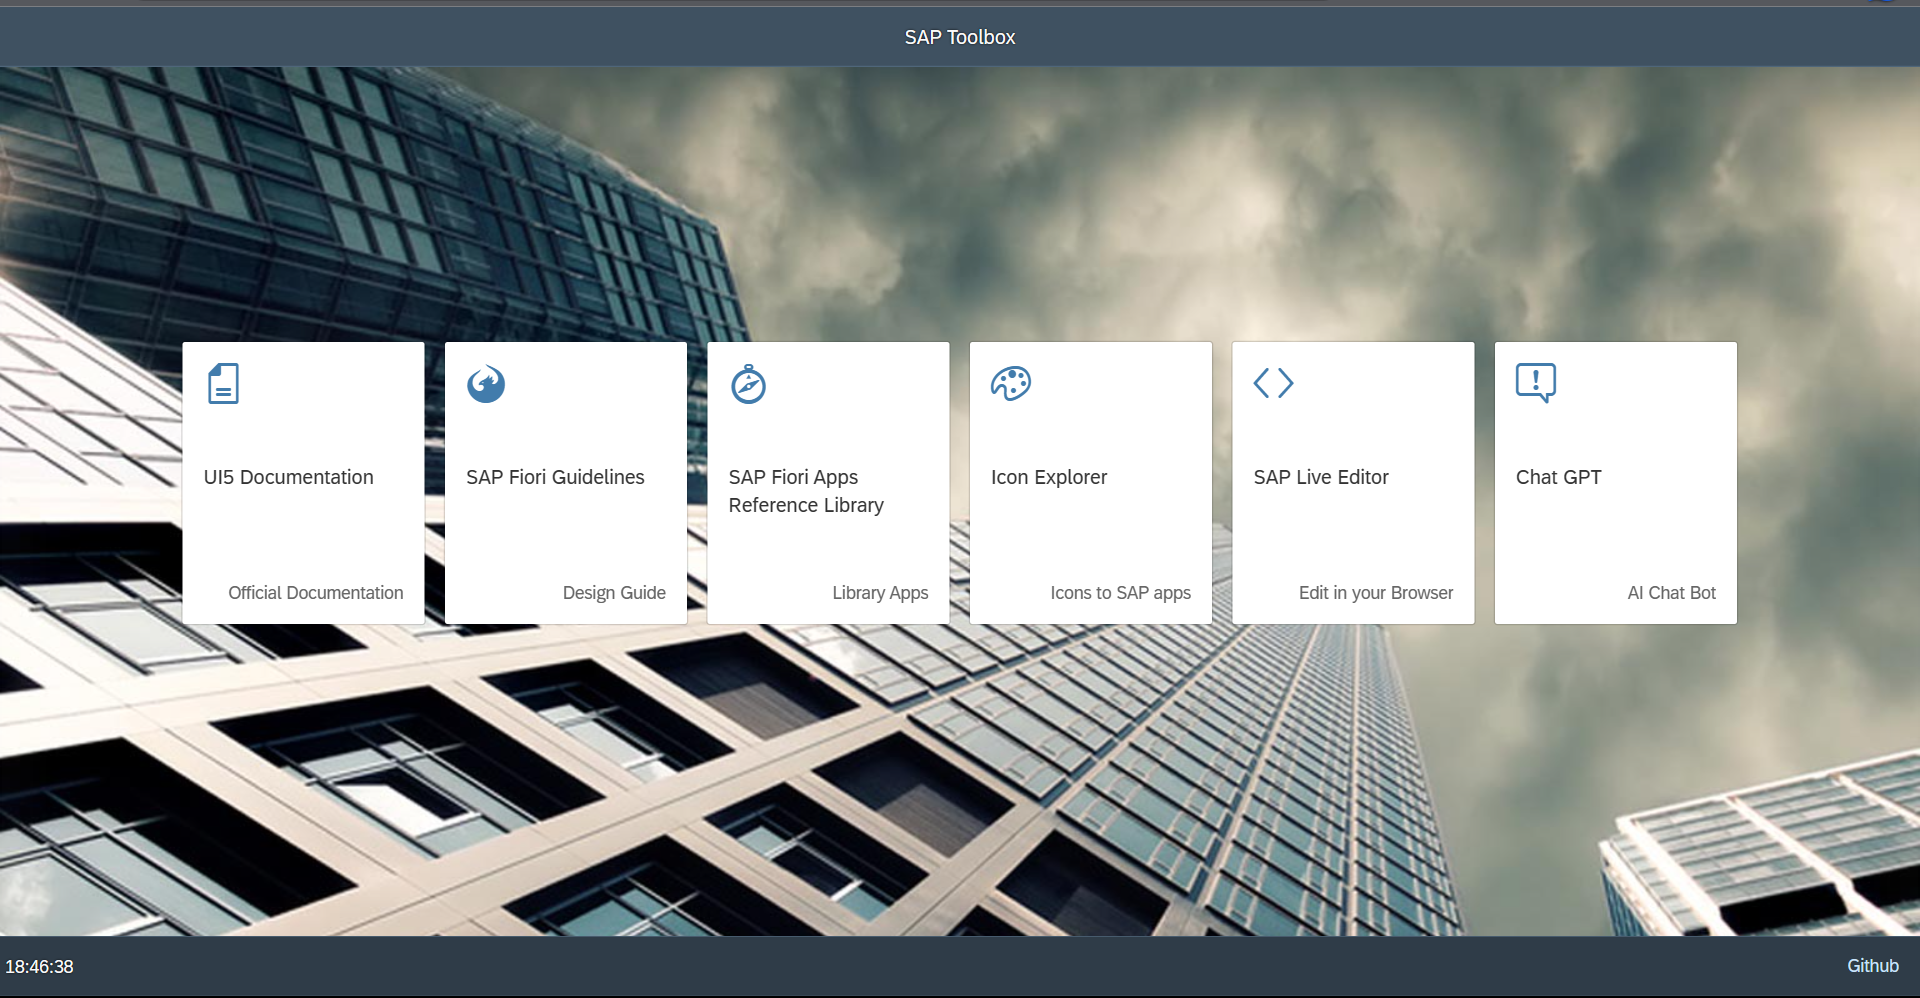 SAP Toolbox
UI5 Documentation
Official Documentation
SAP Fiori Guidelines
Design Guide
SAP Fiori Apps
Reference Library
Library Apps
Icon Explorer
Icons to SAP apps
SAP Live Editor
Edit in your Browser
Chat GPT
AI Chat Bot
18:46:38
Github